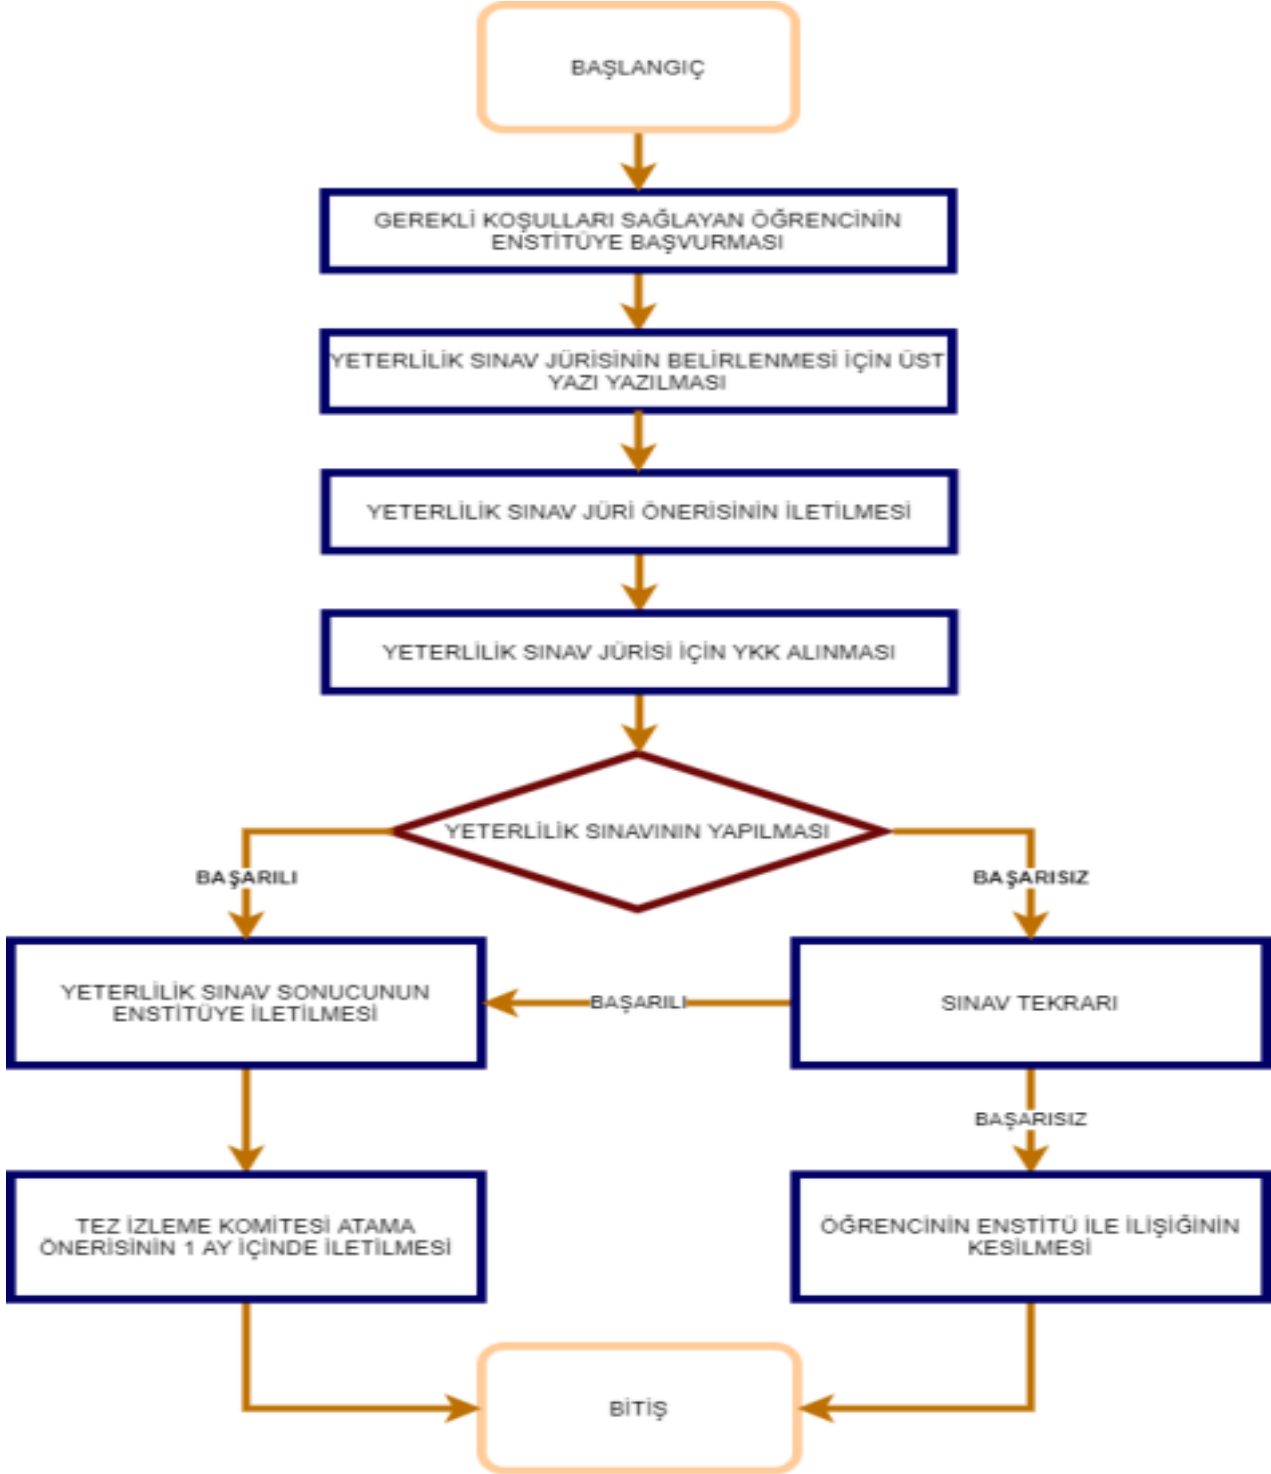 BAŞLANGIÇ
GEREKLİ KOŞULLARI SAĞLAYAN ÖĞRENCİNİN
ENSTİTÜYE BAŞVURMASI
YETERLİLİK SINAV JÜRİSİNİN BELİRLENMESİ İÇİN ÜST
YAZI YAZILMASI
YETERLİLİK SINAV JÜRİ ÖNERİSİNİN İLETİLMESİ
YETERLİLİK SINAV JÜRİSİ İÇİN YKK ALINMASI
YETERLİLİK SINAVININ YAPILMASI
BAŞARILI
BAŞARISIZ
YETERLİLİK SINAV SONUCUNUN
ENSTİTÜYE İLETİLMESİ
BAŞARILI
SINAV TEKRARI
BAŞARISIZ
TEZ İZLEME KOMİTESİ ATAMA
ÖNERİSİNİN 1 AY İÇİNDE İLETİLMESİ
ÖĞRENCİNİN ENSTİTÜ İLE İLİŞİĞİNİN
KESİLMESİ
BİTİŞ